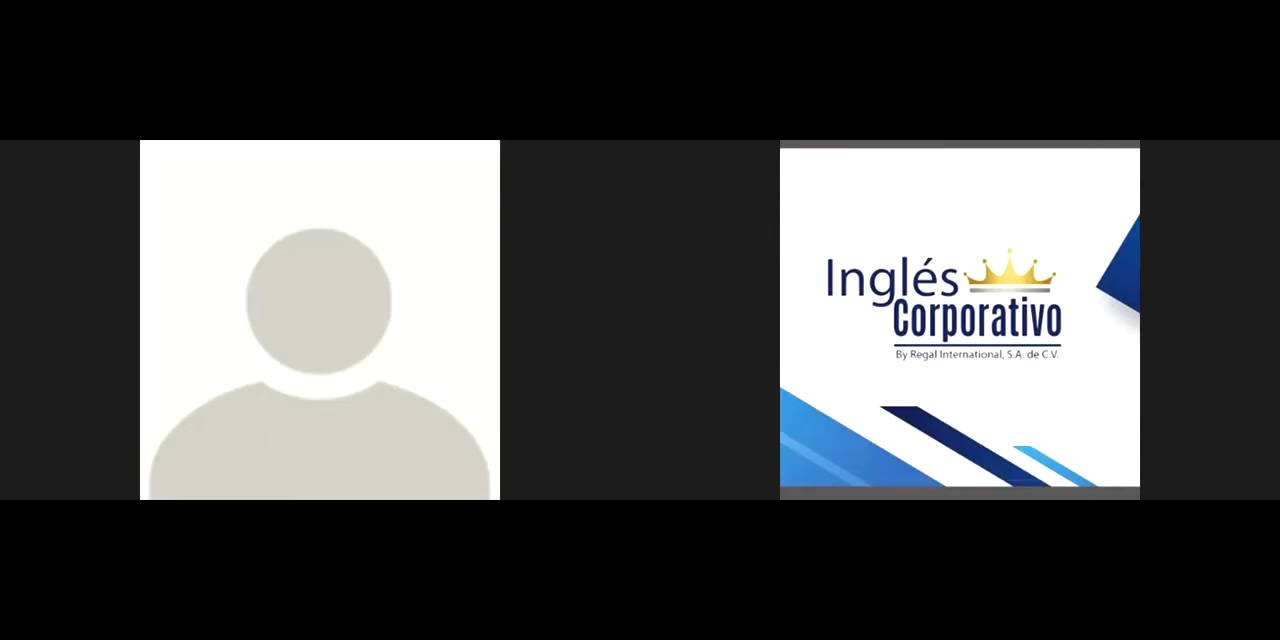 Inglés
Corporativo
By Regal International, S.A. de C.V.